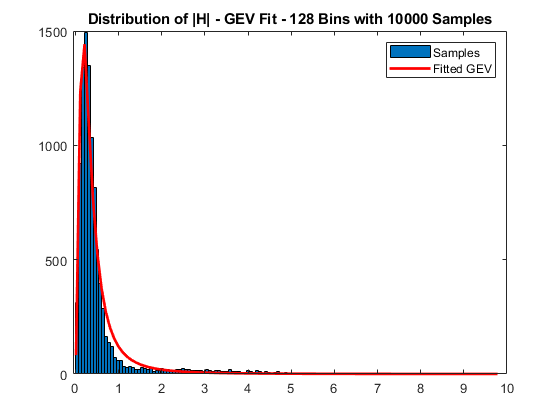 Distribution of |H| - GEV Fit - 128 Bins with 10000 Samples
1500
1000
500
0
Samples
Fitted GEV
0 1 2 3 4 5 6 7 8 9 10